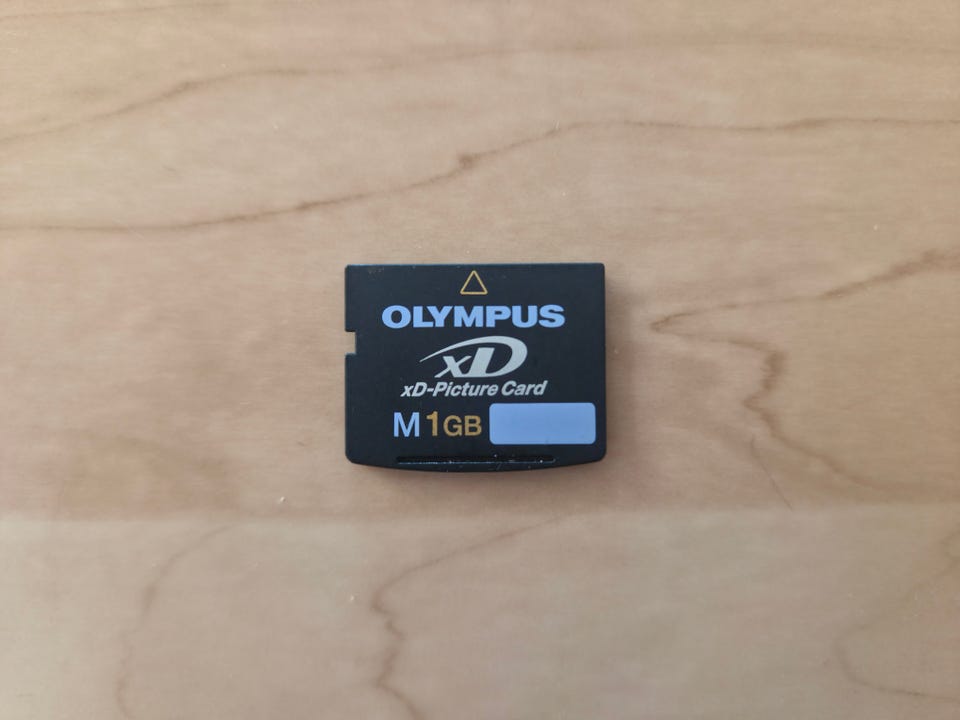 OLYMPUS
xD
xD-Picture Card
M 1GB